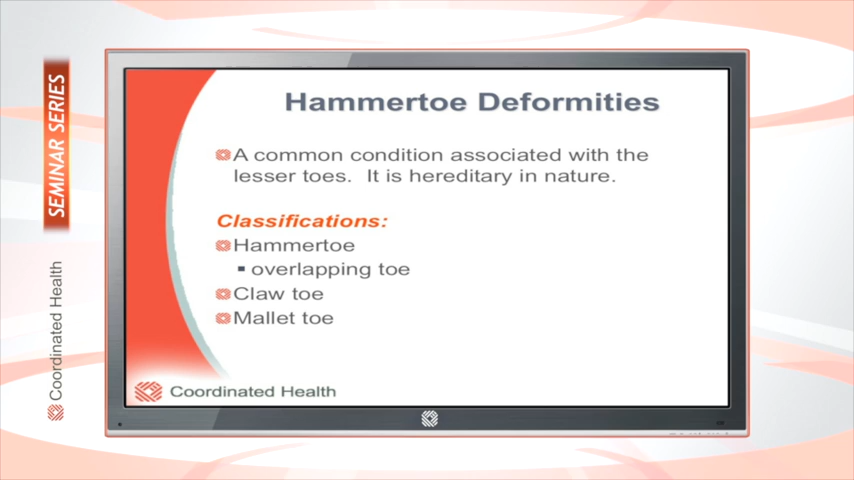 SEMINAR SERIES
Coordinated Health
Hammertoe Deformities
A common condition associated with the
lesser toes. It is hereditary in nature.
Classifications:
Hammertoe
overlapping toe
Claw toe
Mallet toe
Coordinated Health